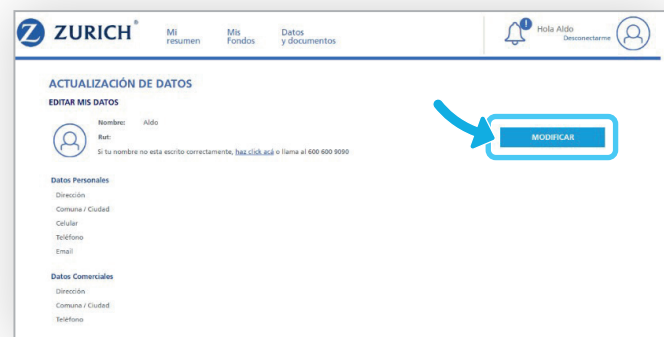 ZURICH®
Mi resumen
Mis Fondos
Datos y documentos
Hola Aldo
Desconectarme
ACTUALIZACIÓN DE DATOS
EDITAR MIS DATOS
Nombre: Aldo
Rut:
Si tu nombre no esta escrito correctamente, haz click acá o llama al 600 600 9090
MODIFICAR
Datos Personales
Dirección
Comuna / Ciudad
Celular
Teléfono
Email
Datos Comerciales
Dirección
Comuna / Ciudad
Teléfono